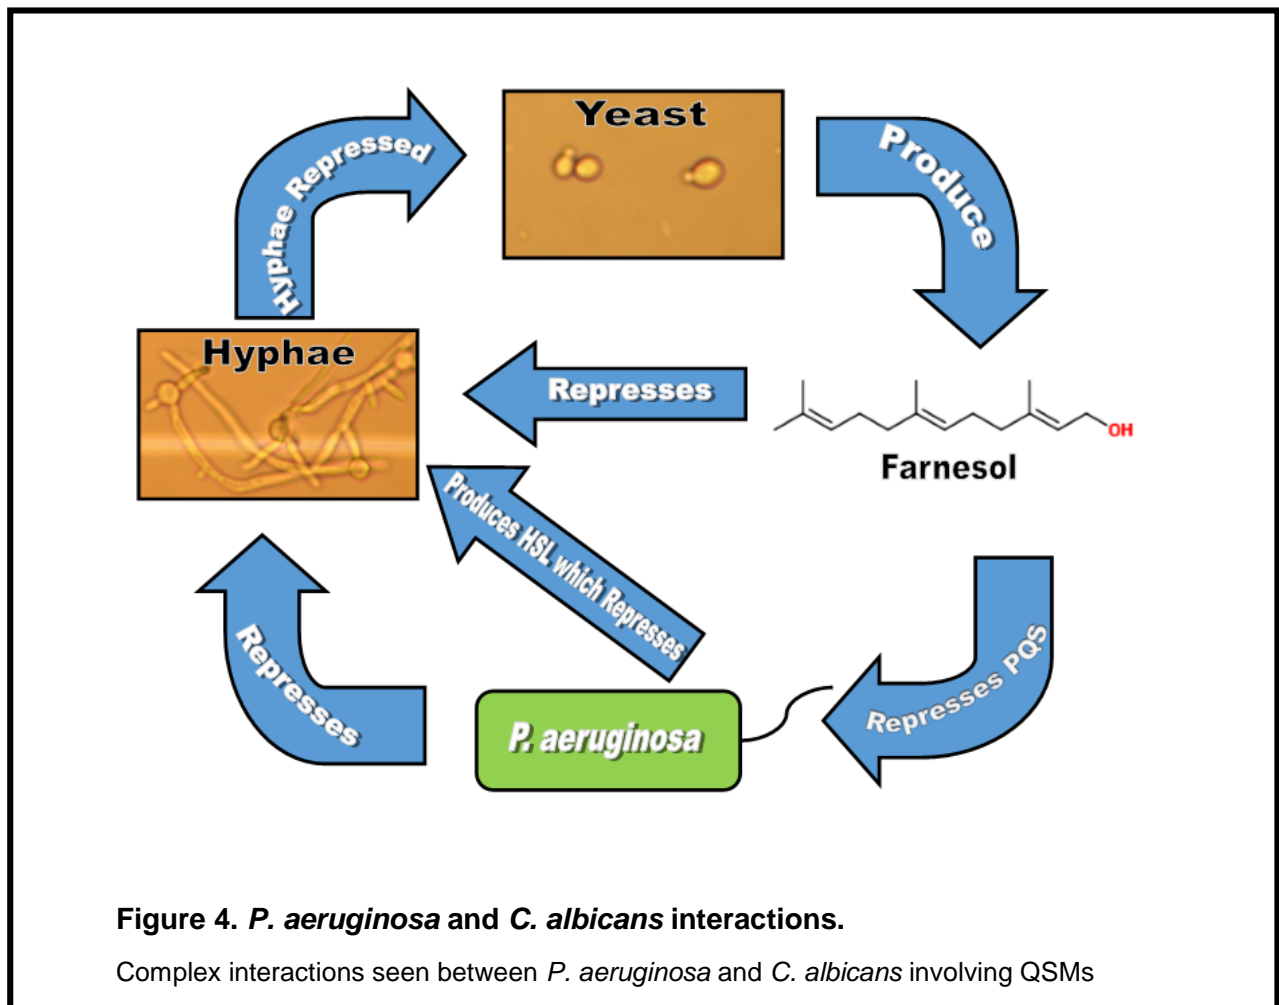 Yeast
Hyphae Repressed
Produce
Hyphae
Represses
OH
Farnesol
Produces HSL which Represses
Represses
P. aeruginosa
Represses PQS
Figure 4. P. aeruginosa and C. albicans interactions.
Complex interactions seen between P. aeruginosa and C. albicans involving QSMs